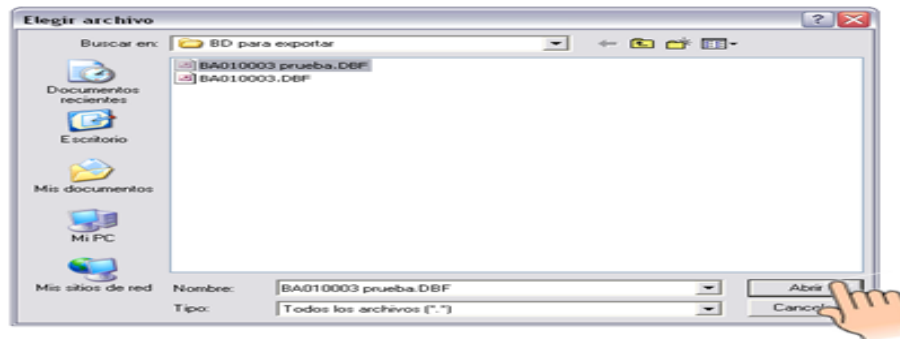 Elegir archivo
Buscar en: BD para exportar
BA010003 prueba.DBF
BA010003.DBF
Documentos
recientes
Escritorio
Mis documentos
Mi PC
Mis sitios de red
Nombre: BA010003 prueba.DBF Abrir
Tipo: Todos los archivos (*.*)